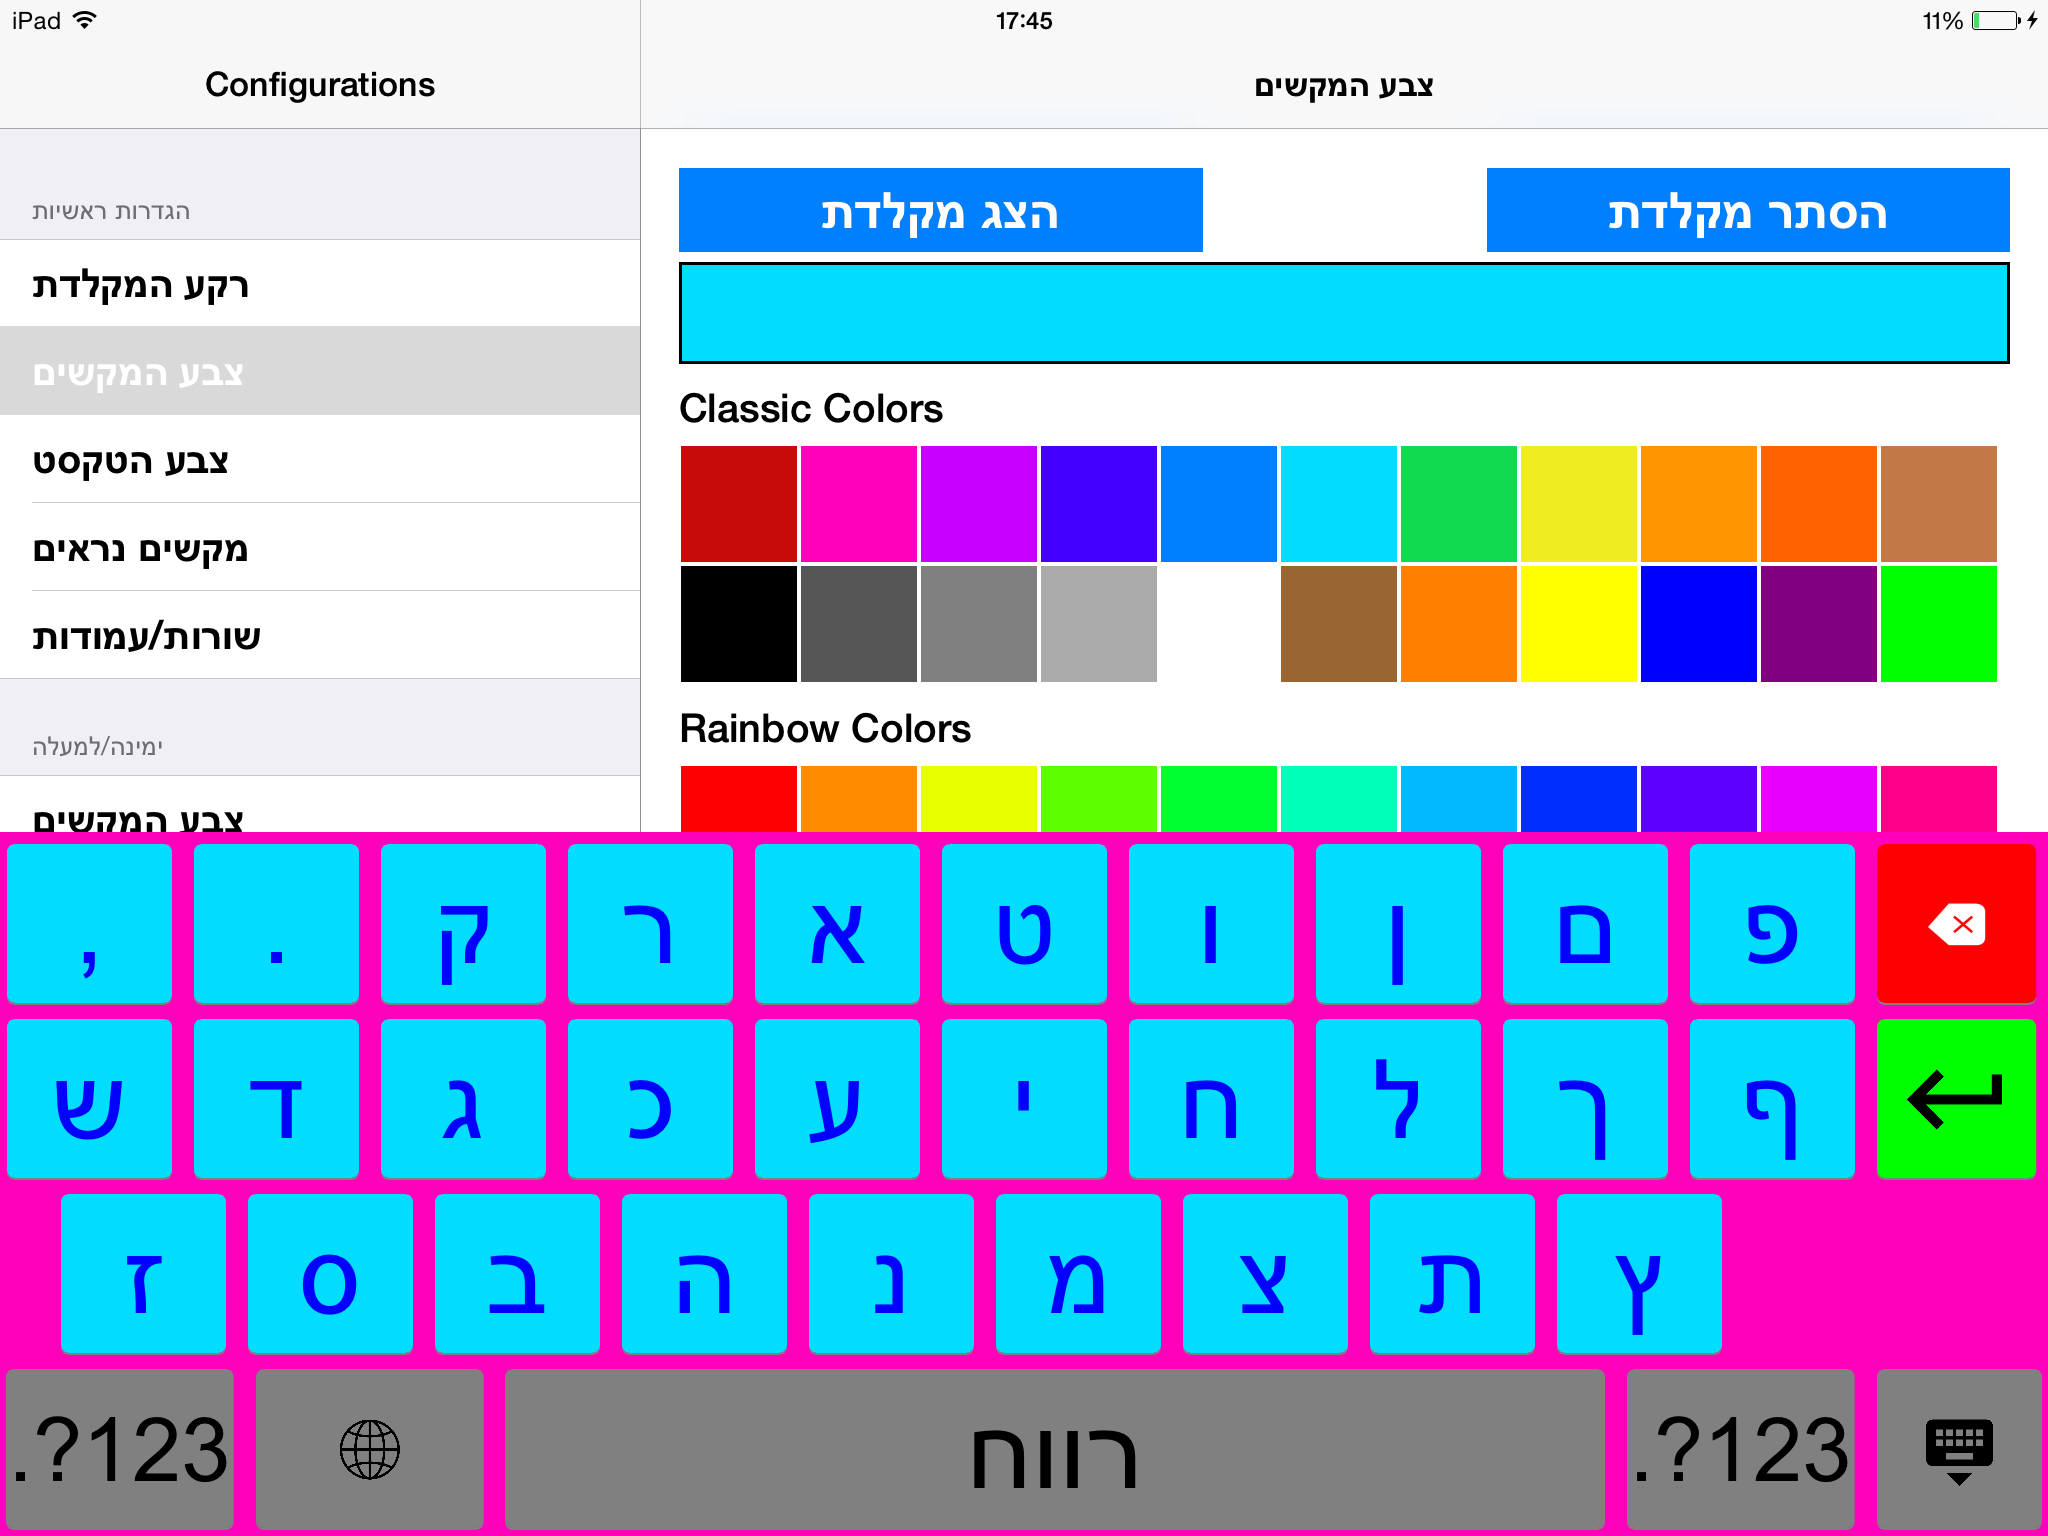 iPad 17:45 11%
Configurations
צבע המקשים
הגדרות ראשיות
רקע המקלדת
צבע המקשים
צבע הטקסט
מקשים נראים
שורות/עמודות
ימינה/למעלה
צבע המקשים
הצג מקלדת הסתר מקלדת
Classic Colors
Rainbow Colors
, . ק ר א ט ו ן ם פ
ש ד ג כ ע י ח ל ך ף
ז ס ב ה נ מ צ ת ץ
.?123 רווח .?123